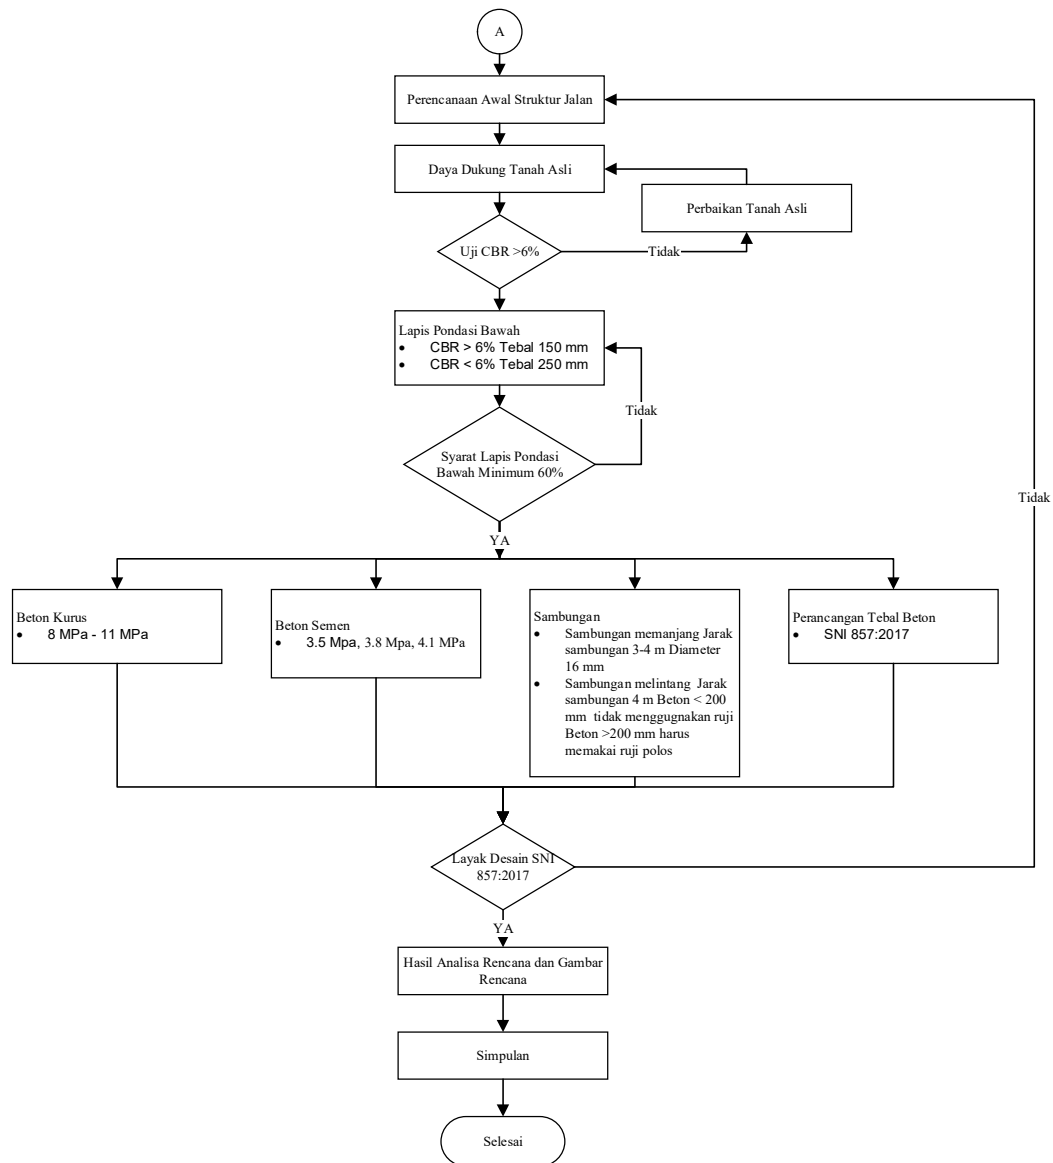 A
Perencanaan Awal Struktur Jalan
Daya Dukung Tanah Asli
Perbaikan Tanah Asli
Uji CBR >6%
Tidak
Lapis Pondasi Bawah
• CBR > 6% Tebal 150 mm
• CBR < 6% Tebal 250 mm
Tidak
Syarat Lapis Pondasi
Bawah Minimum 60%
Tidak
YA
Beton Kurus
• 8 MPa - 11 MPa
Beton Semen
• 3.5 Mpa, 3.8 Mpa, 4.1 MPa
Sambungan
• Sambungan memanjang Jarak
sambungan 3-4 m Diameter
16 mm
• Sambungan melintang Jarak
sambungan 4 m Beton < 200
mm tidak menggugnakan ruji
Beton >200 mm harus
memakai ruji polos
Perancangan Tebal Beton
• SNI 857:2017
Layak Desain SNI
857:2017
YA
Hasil Analisa Rencana dan Gambar
Rencana
Simpulan
Selesai